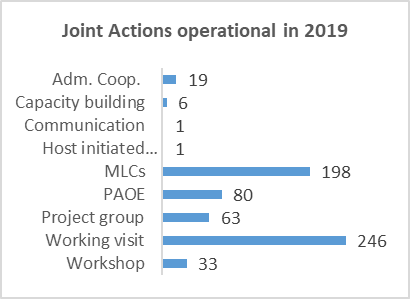 Joint Actions operational in 2019
Adm. Coop. 19
Capacity building 6
Communication 1
Host initiated... 1
MLCs 198
PAOE 80
Project group 63
Working visit 246
Workshop 33